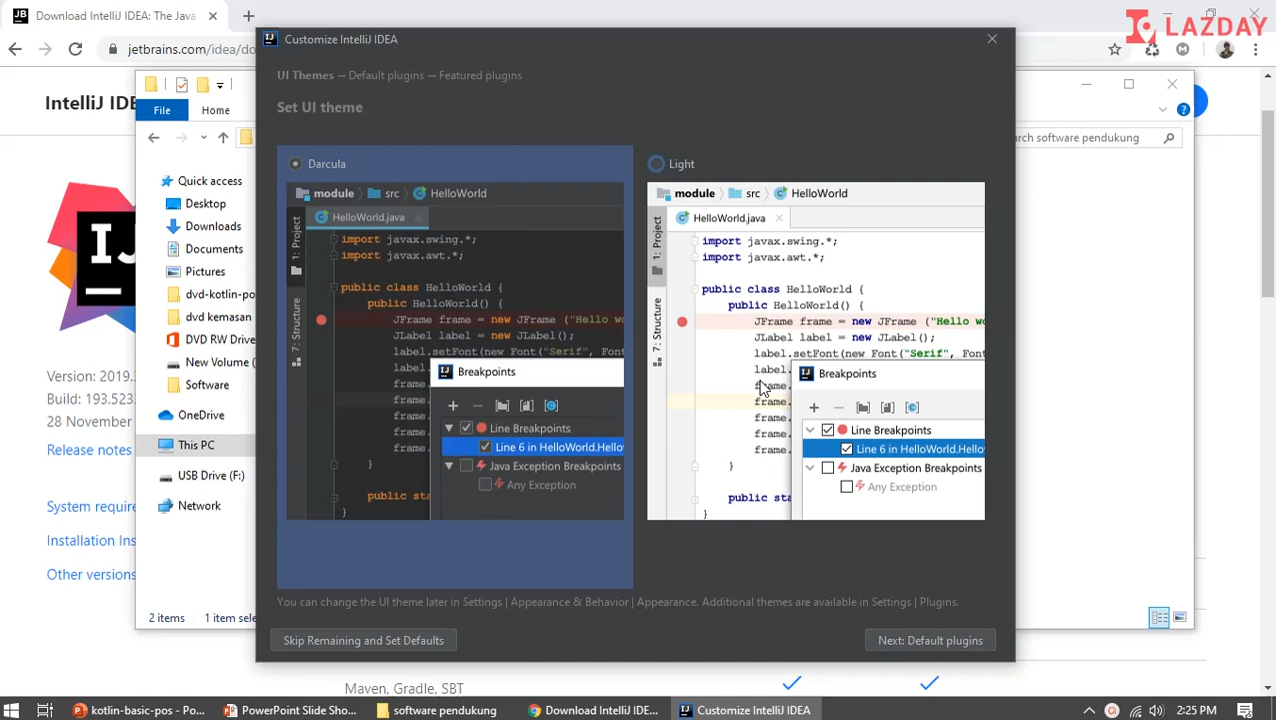 Download IntelliJ IDEA: The Java
LAZDAY
jetbrains.com/idea/do
IntelliJ IDE
File
Home
arch software pendukung
Quick access
Desktop
Downloads
Documents
Pictures
dvd-kotlin-po
dvd kemasan
DVD RW Drive
New Volume (
Software
OneDrive
This PC
USB Drive (F:)
Network
2 items
1 item sele
Version: 2019.
Build: 193.523
28 November
Release notes
System require
Installation Ins
Other versions
Maven, Gradle, SBT
Customize IntelliJ IDEA
UI Themes → Default plugins → Featured plugins
Set UI theme
Darcula
module
src
HelloWorld
HelloWorld.java
1: Project
7: Structure
import javax.swing.*;
import javax.awt.*;
public class HelloWorld {
public HelloWorld() {
JFrame frame = new JFrame ("Hello wo
JLabel label = new JLabel();
label.setFont(new Font("Serif", Font
label.
frame.
frame.
frame.
frame.
frame.
}
public sta
}
Breakpoints
Line Breakpoints
Line 6 in HelloWorld.Hello
Java Exception Breakpoints
Any Exception
Light
module
src
HelloWorld
HelloWorld.java
1: Project
7: Structure
import javax.swing.*;
import javax.awt.*;
public class HelloWorld {
public HelloWorld() {
JFrame frame = new JFrame ("Hello wo
JLabel label = new JLabel();
label.setFont(new Font("Serif", Font
label.
frame.
frame.
frame.
frame.
frame.
}
public sta
}
Breakpoints
Line Breakpoints
Line 6 in HelloWorld.Hello
Java Exception Breakpoints
Any Exception
You can change the UI theme later in Settings | Appearance & Behavior | Appearance. Additional themes are available in Settings | Plugins.
Skip Remaining and Set Defaults
Next: Default plugins
kotlin-basic-pos - Po...
PowerPoint Slide Sho...
software pendukung
Download IntelliJ IDE...
Customize IntelliJ IDEA
2:25 PM